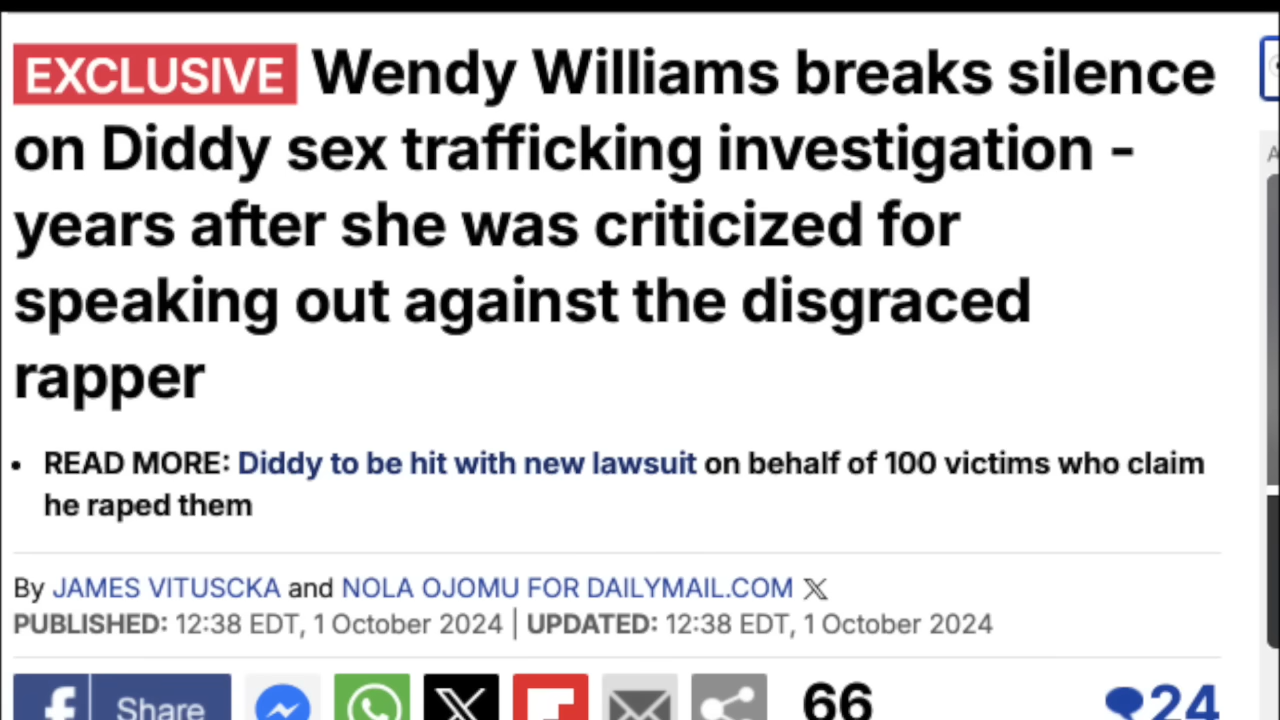 EXCLUSIVE Wendy Williams breaks silence
on Diddy sex trafficking investigation -
years after she was criticized for
speaking out against the disgraced
rapper
• READ MORE: Diddy to be hit with new lawsuit on behalf of 100 victims who claim
he raped them
By JAMES VITUSCKA and NOLA OJOMU FOR DAILYMAIL.COM
PUBLISHED: 12:38 EDT, 1 October 2024 | UPDATED: 12:38 EDT, 1 October 2024
Share 66 24